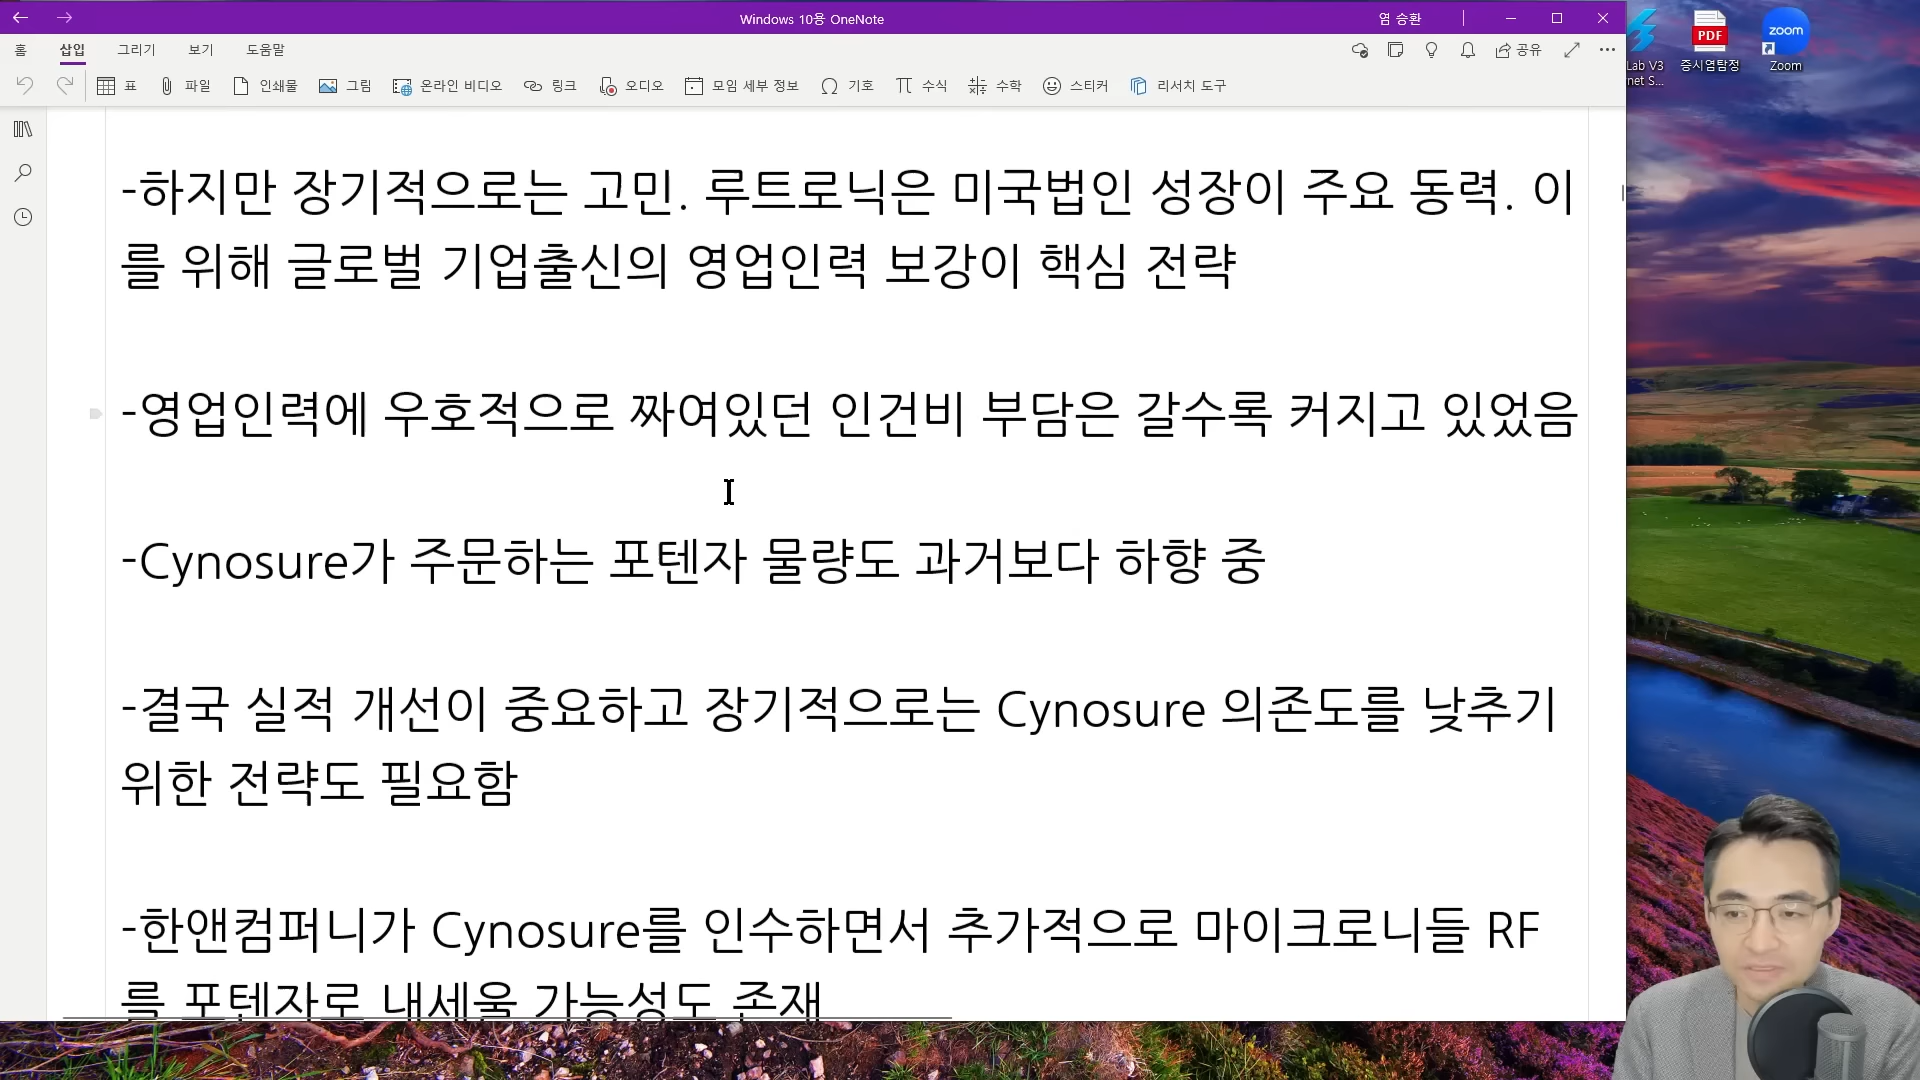 Windows 10용 OneNote
염 승환
홈 삽입 그리기 보기 도움말
공유
표 파일 인쇄물 그림 온라인 비디오 링크 오디오 모임 세부 정보 기호 수식 수학 스티커 리서치 도구
-하지만 장기적으로는 고민. 루트로닉은 미국법인 성장이 주요 동력. 이
를 위해 글로벌 기업출신의 영업인력 보강이 핵심 전략
-영업인력에 우호적으로 짜여있던 인건비 부담은 갈수록 커지고 있었음
-Cynosure가 주문하는 포텐자 물량도 과거보다 하향 중
-결국 실적 개선이 중요하고 장기적으로는 Cynosure 의존도를 낮추기
위한 전략도 필요함
-한앤컴퍼니가 Cynosure를 인수하면서 추가적으로 마이크로니들 RF
를 포텐자로 내세울 가능성도 존재
Lab V3
net S...
PDF
증시염탐정
zoom
Zoom